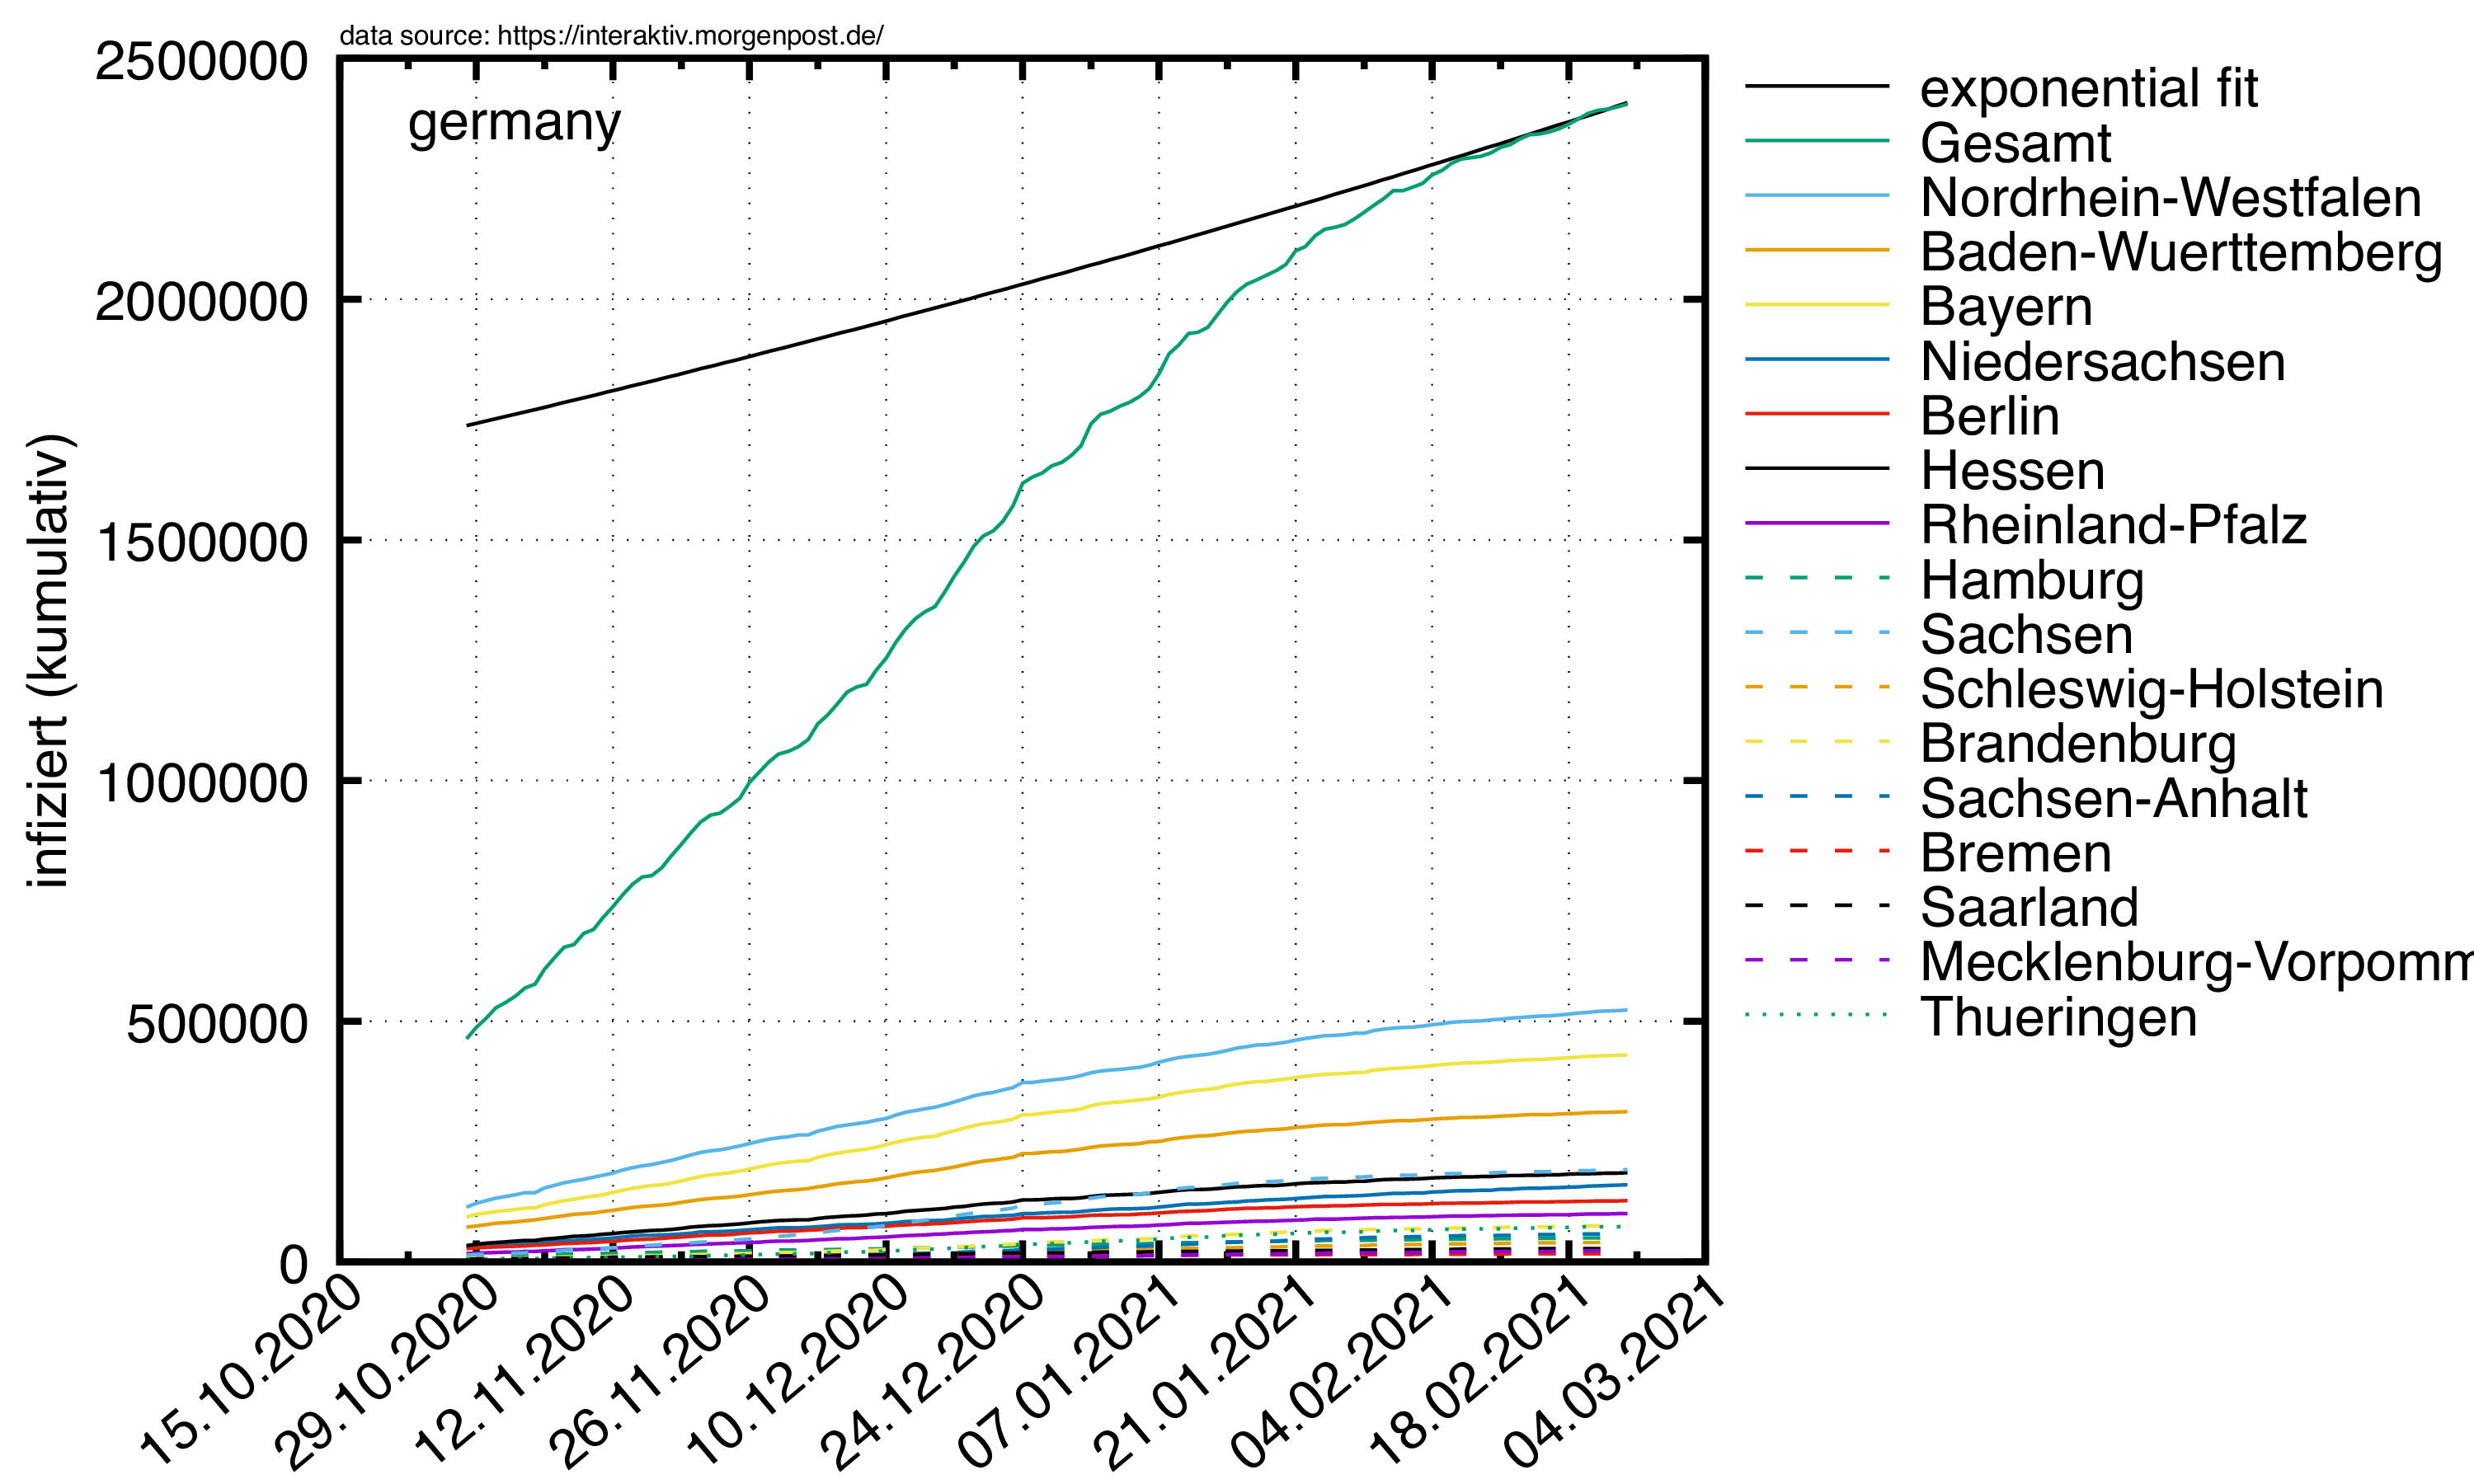 data source: https://interaktiv.morgenpost.de/
germany
infiziert (kumulativ)
2500000
2000000
1500000
1000000
500000
0
15.10.2020
29.10.2020
12.11.2020
26.11.2020
10.12.2020
24.12.2020
07.01.2021
21.01.2021
04.02.2021
18.02.2021
04.03.2021
exponential fit
Gesamt
Nordrhein-Westfalen
Baden-Wuerttemberg
Bayern
Niedersachsen
Berlin
Hessen
Rheinland-Pfalz
Hamburg
Sachsen
Schleswig-Holstein
Brandenburg
Sachsen-Anhalt
Bremen
Saarland
Mecklenburg-Vorpomm
Thueringen